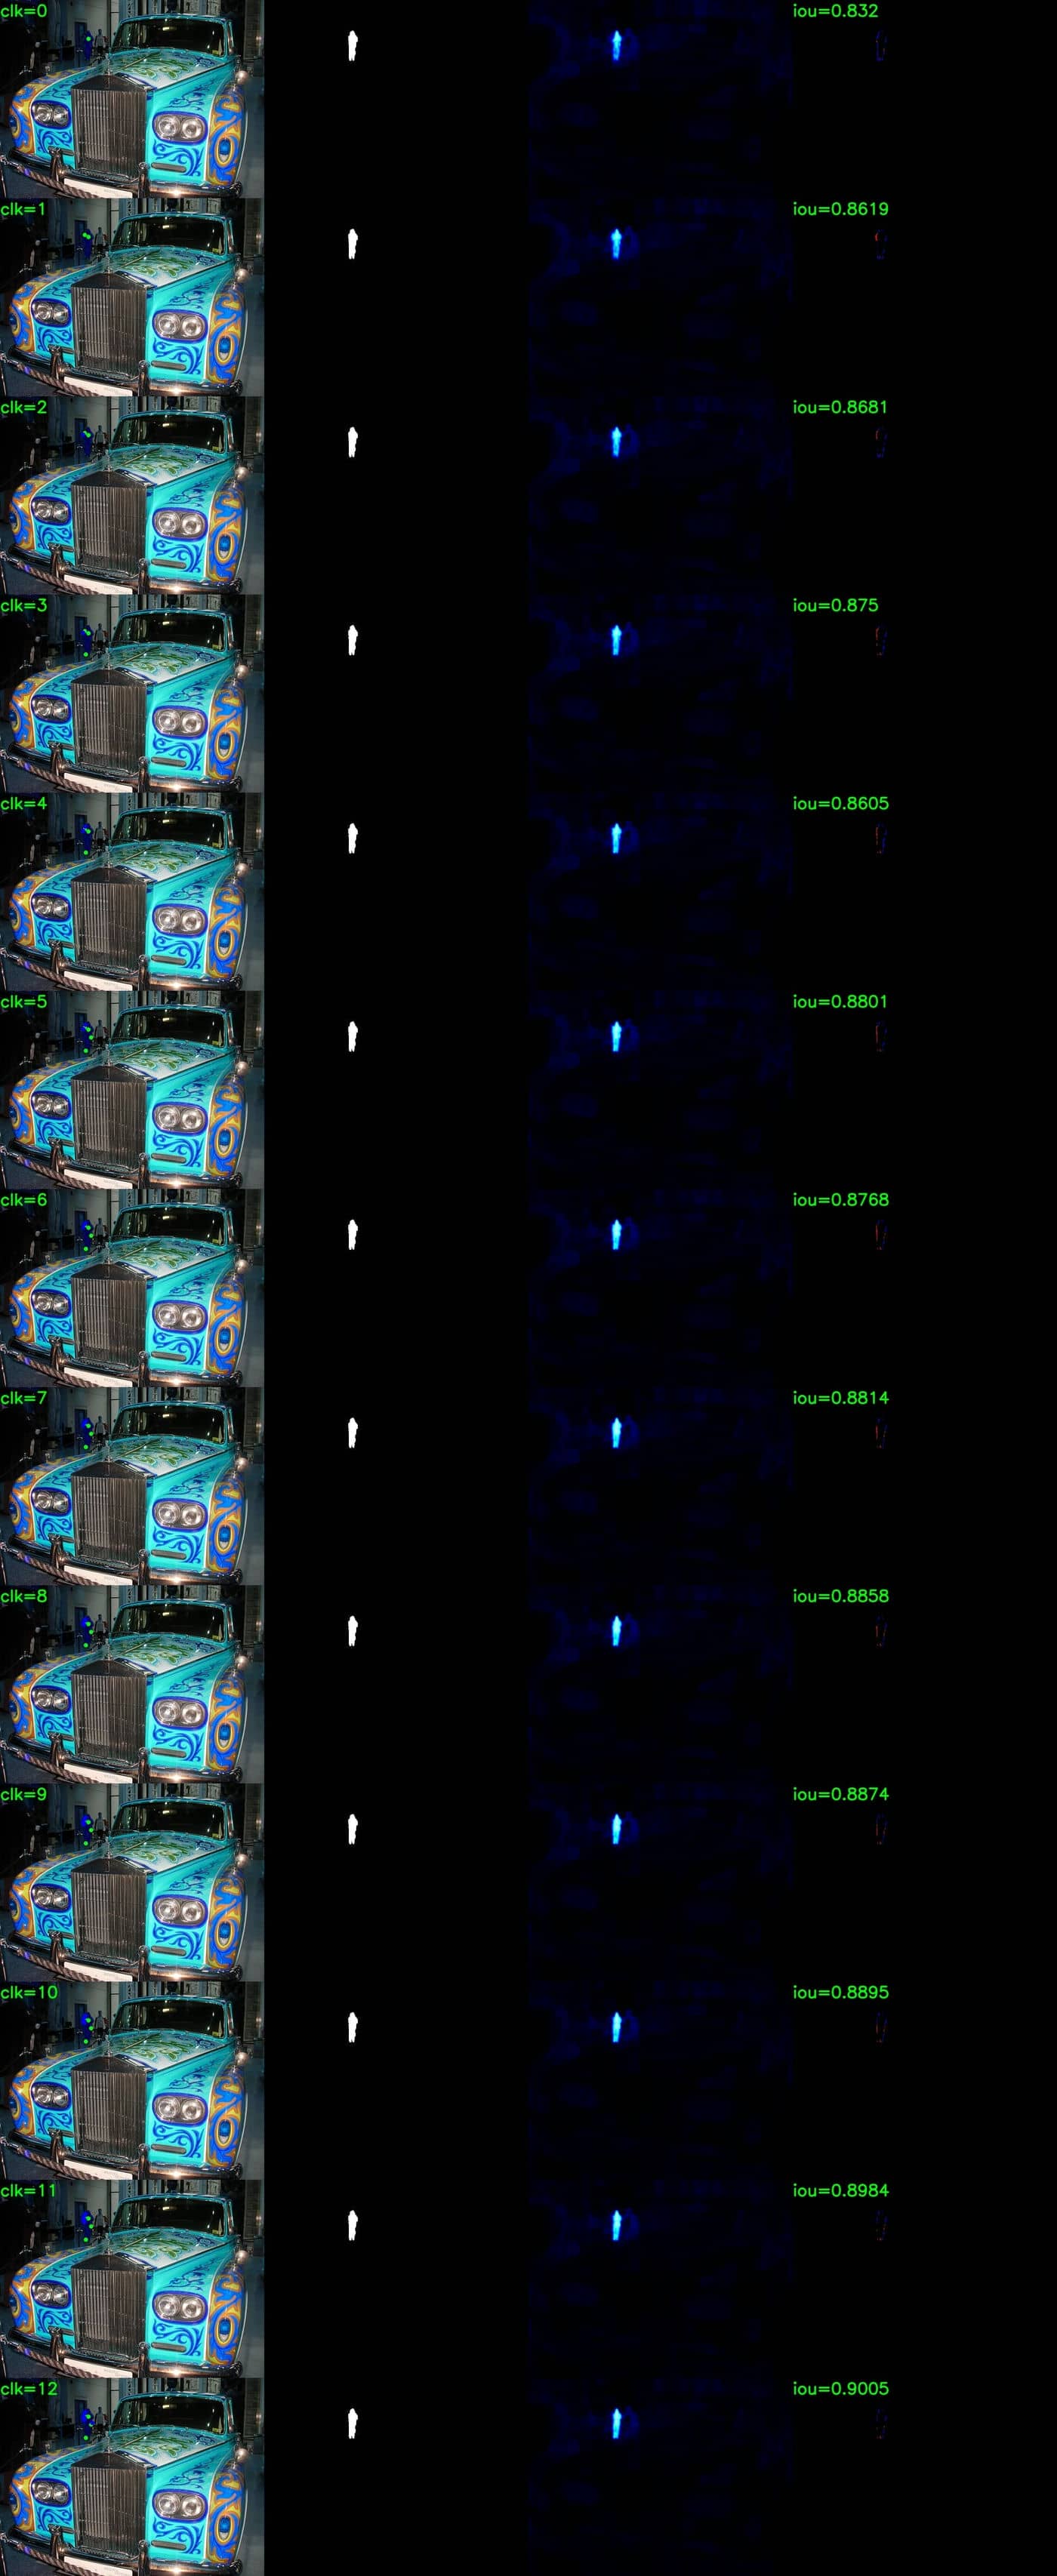 clk=0 iou=0.832
clk=1 iou=0.8619
clk=2 iou=0.8681
clk=3 iou=0.875
clk=4 iou=0.8605
clk=5 iou=0.8801
clk=6 iou=0.8768
clk=7 iou=0.8814
clk=8 iou=0.8858
clk=9 iou=0.8874
clk=10 iou=0.8895
clk=11 iou=0.8984
clk=12 iou=0.9005